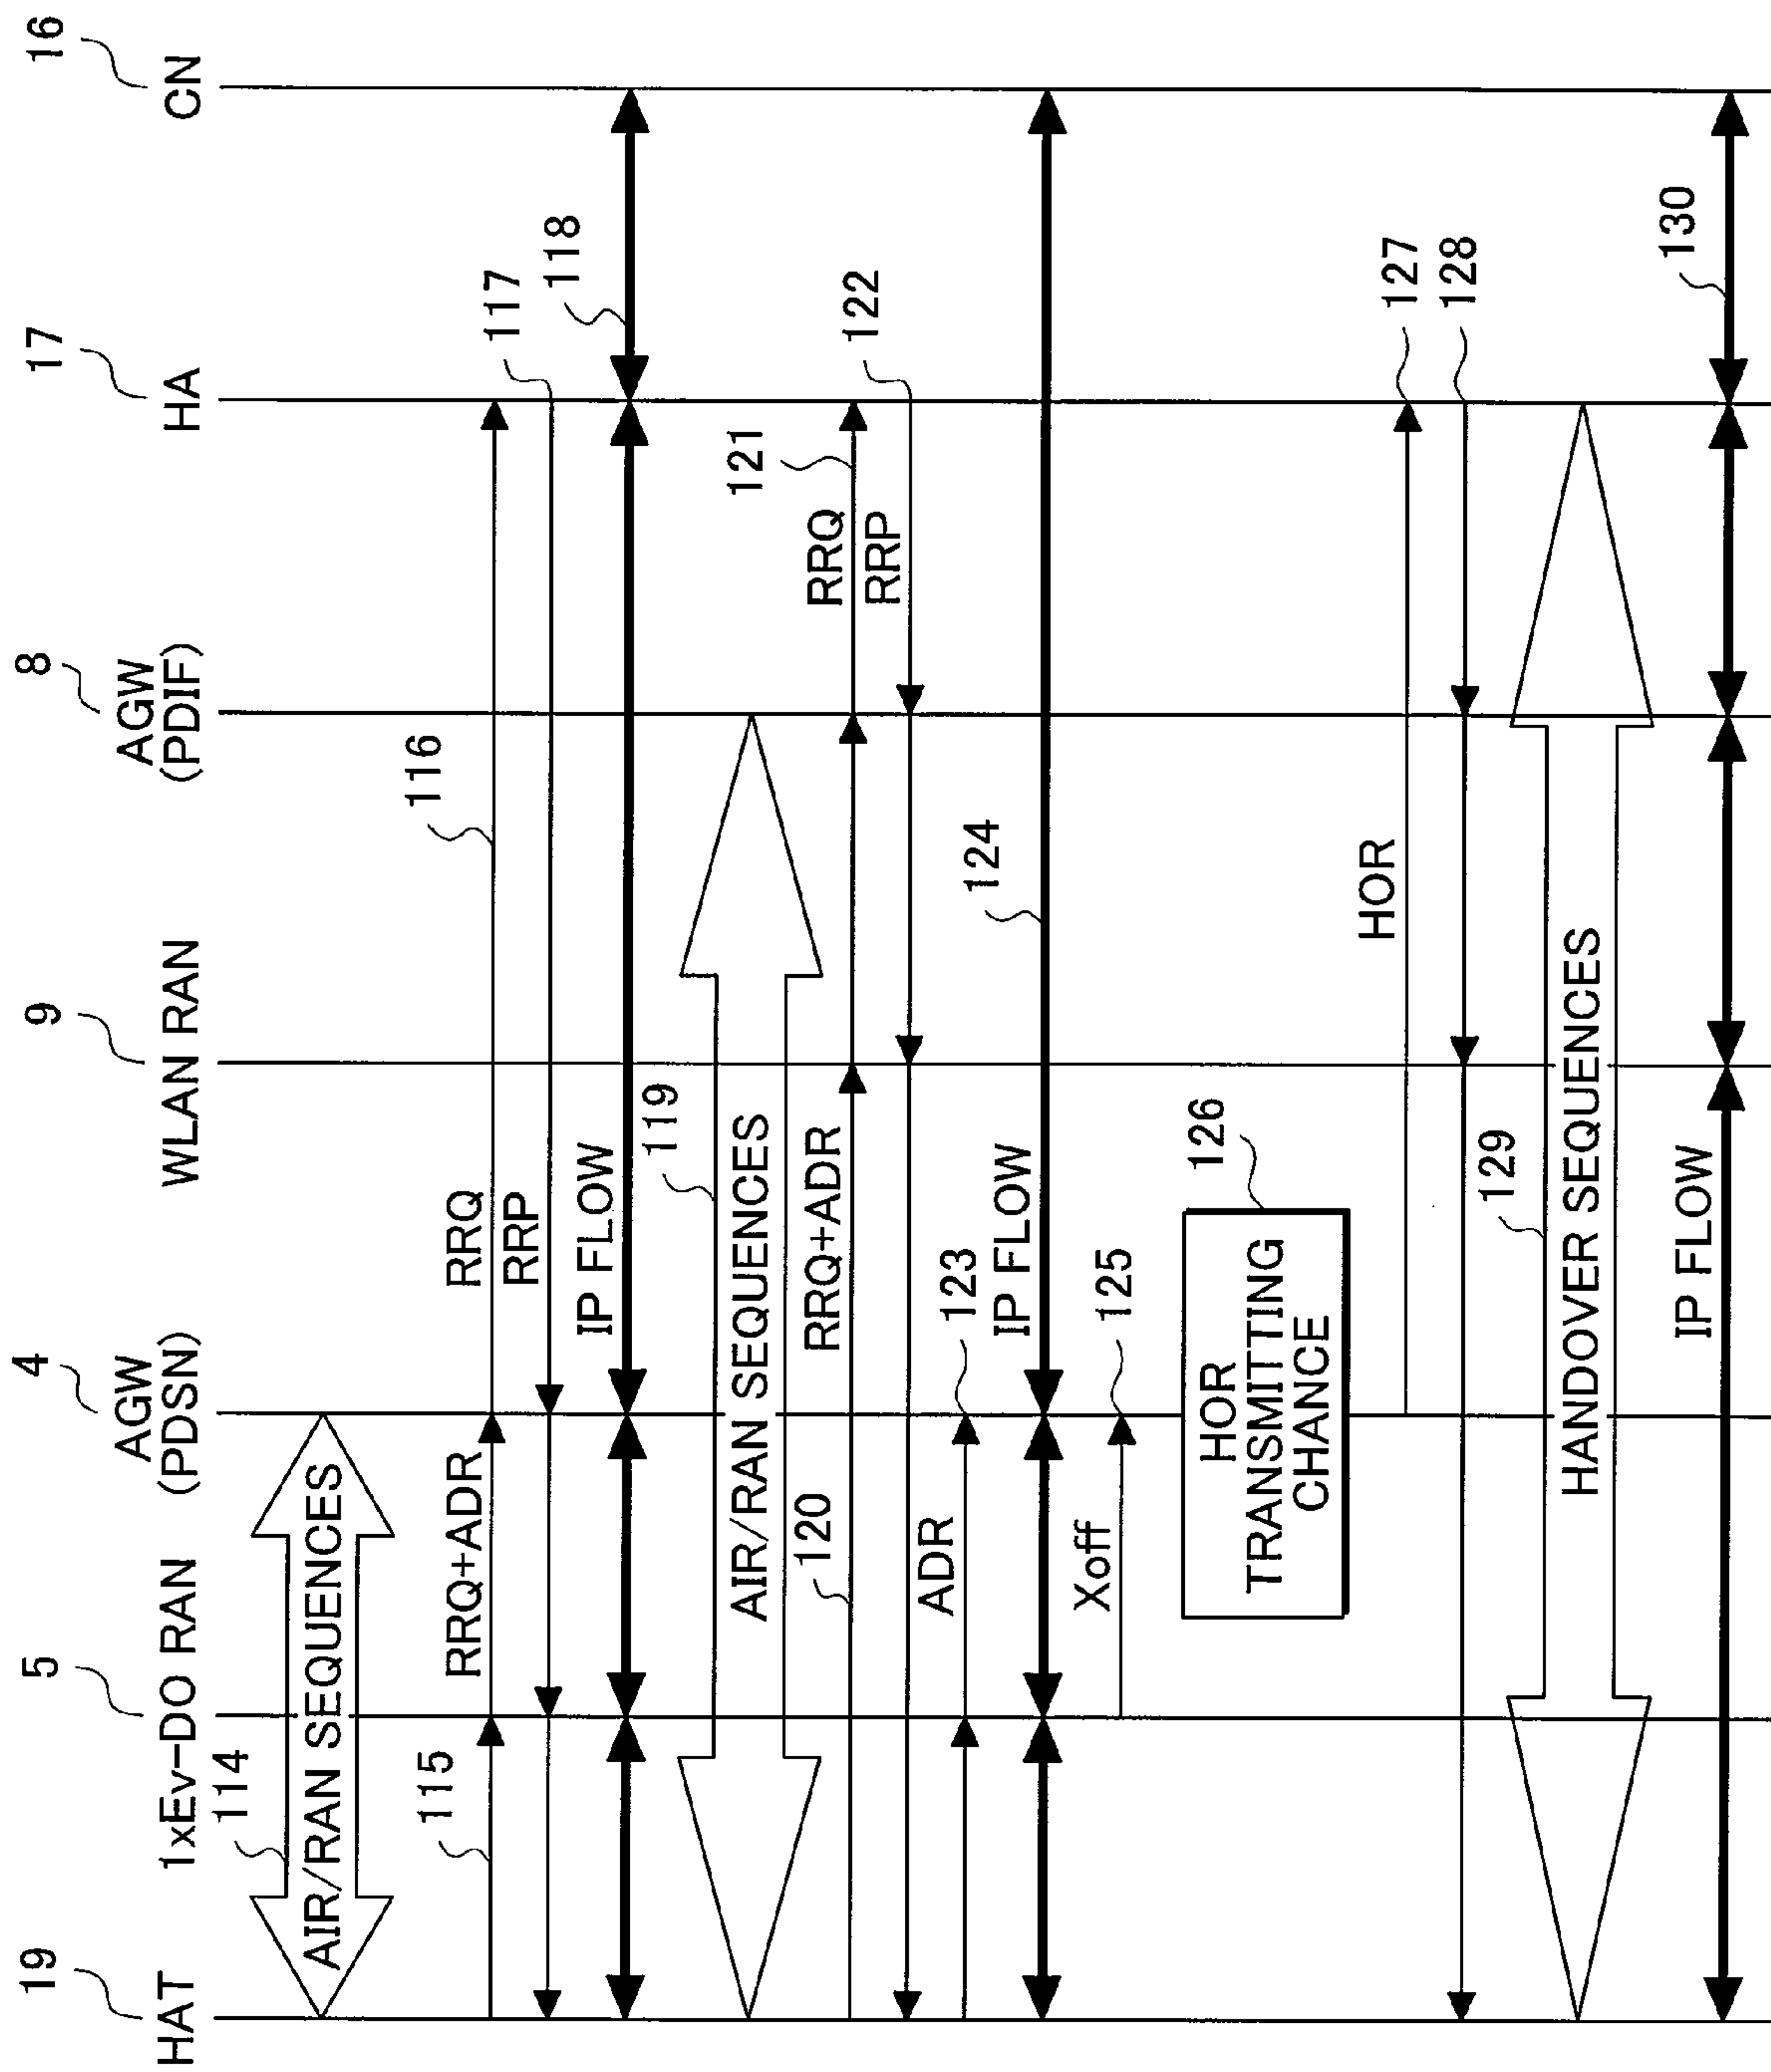 19
5
4
9
8
17
16
HAT
1xEv-DO RAN
AGW
(PDSN)
WLAN RAN
AGW
(PDIF)
HA
CN
114
AIR/RAN SEQUENCES
115
RRQ+ADR
RRQ
116
RRP
117
IP FLOW
118
119
AIR/RAN SEQUENCES
120
RRQ+ADR
RRQ
121
RRP
122
ADR
123
IP FLOW
124
Xoff
125
HOR
TRANSMITTING
CHANCE
126
HOR
127
128
129
HANDOVER SEQUENCES
IP FLOW
130